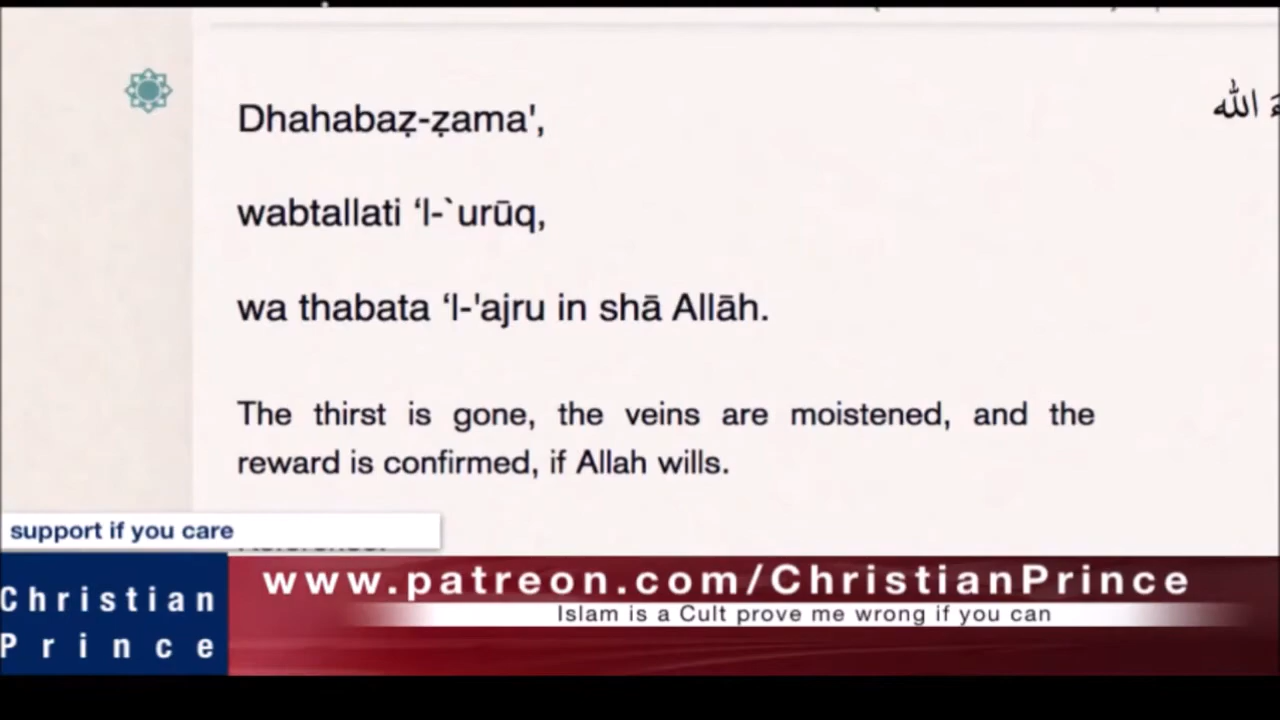 الله
Dhahabaẓ-ẓama',
wabtallati ‘l-`urūq,
wa thabata ‘l-'ajru in shā Allāh.
The thirst is gone, the veins are moistened, and the
reward is confirmed, if Allah wills.
support if you care
Christian
Prince
www.patreon.com/ChristianPrince
Islam is a Cult prove me wrong if you can